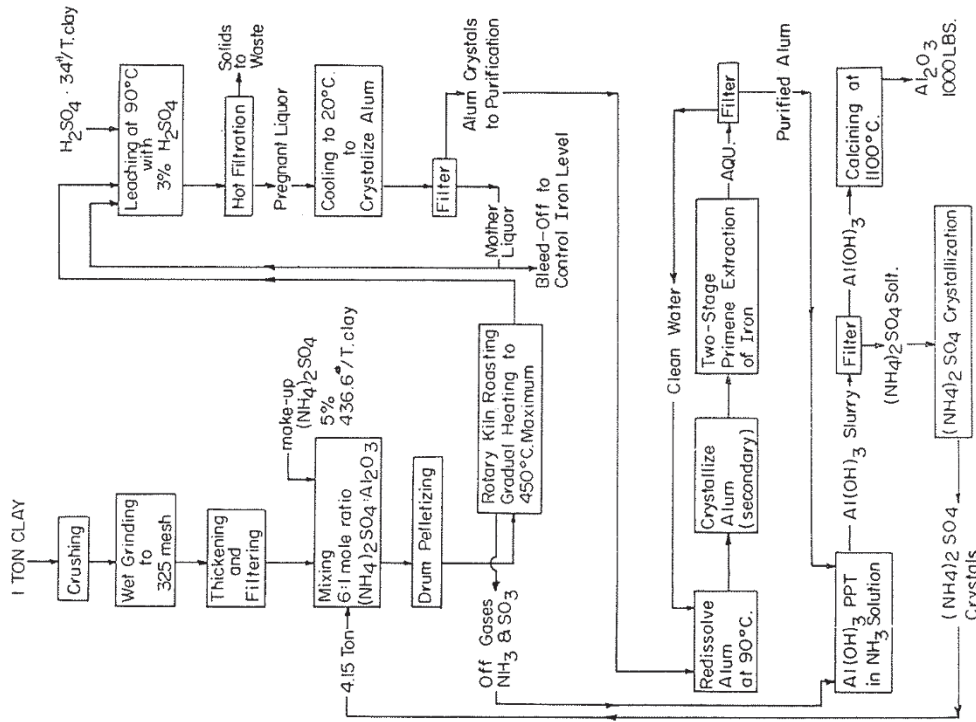 1 TON CLAY
Crushing
Wet Grinding
to
325 mesh
Thickening
and
Filtering
make-up
(NH4)2SO4
5%
436.6#/T.clay
4.15 Ton
Mixing
6:1 mole ratio
(NH4)2SO4:Al2O3
Drum Pelletizing
Rotary Kiln Roasting
Gradual Heating to
450°C. Maximum
Off Gases
NH3 & SO3
H2SO4 · 34#/T.clay
Leaching at 90°C
with
3% H2SO4
Hot Filtration
Solids
to
Waste
Pregnant Liquor
Cooling to 20°C.
to
Crystalize Alum
Filter
Alum Crystals
to Purification
Mother
Liquor
Bleed-Off to
Control Iron Level
Clean Water
Redissolve
Alum
at 90°C.
Crystallize
Alum
(secondary)
Two-Stage
Primene Extraction
of Iron
AQU.
Filter
Purified Alum
Al(OH)3 PPT
in NH3 Solution
Al(OH)3 Slurry
Filter
Al(OH)3
Calcining at
1100°C.
Al2O3
1000 LBS.
(NH4)2SO4 Solt.
(NH4)2 SO4 Crystallization
(NH4)2 SO4
Crystals